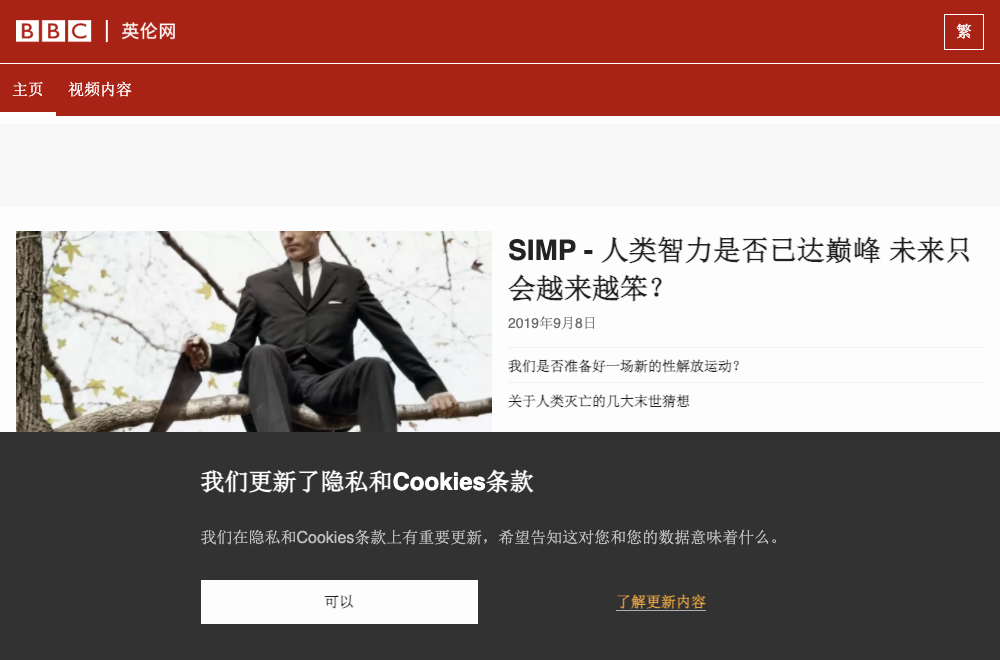 BBC 英伦网
繁
主页 视频内容
SIMP - 人类智力是否已达巅峰 未来只
会越来越笨?
2019年9月8日
我们是否准备好一场新的性解放运动?
关于人类灭亡的几大末世猜想
我们更新了隐私和Cookies条款
我们在隐私和Cookies条款上有重要更新，希望告知这对您和您的数据意味着什么。
可以
了解更新内容